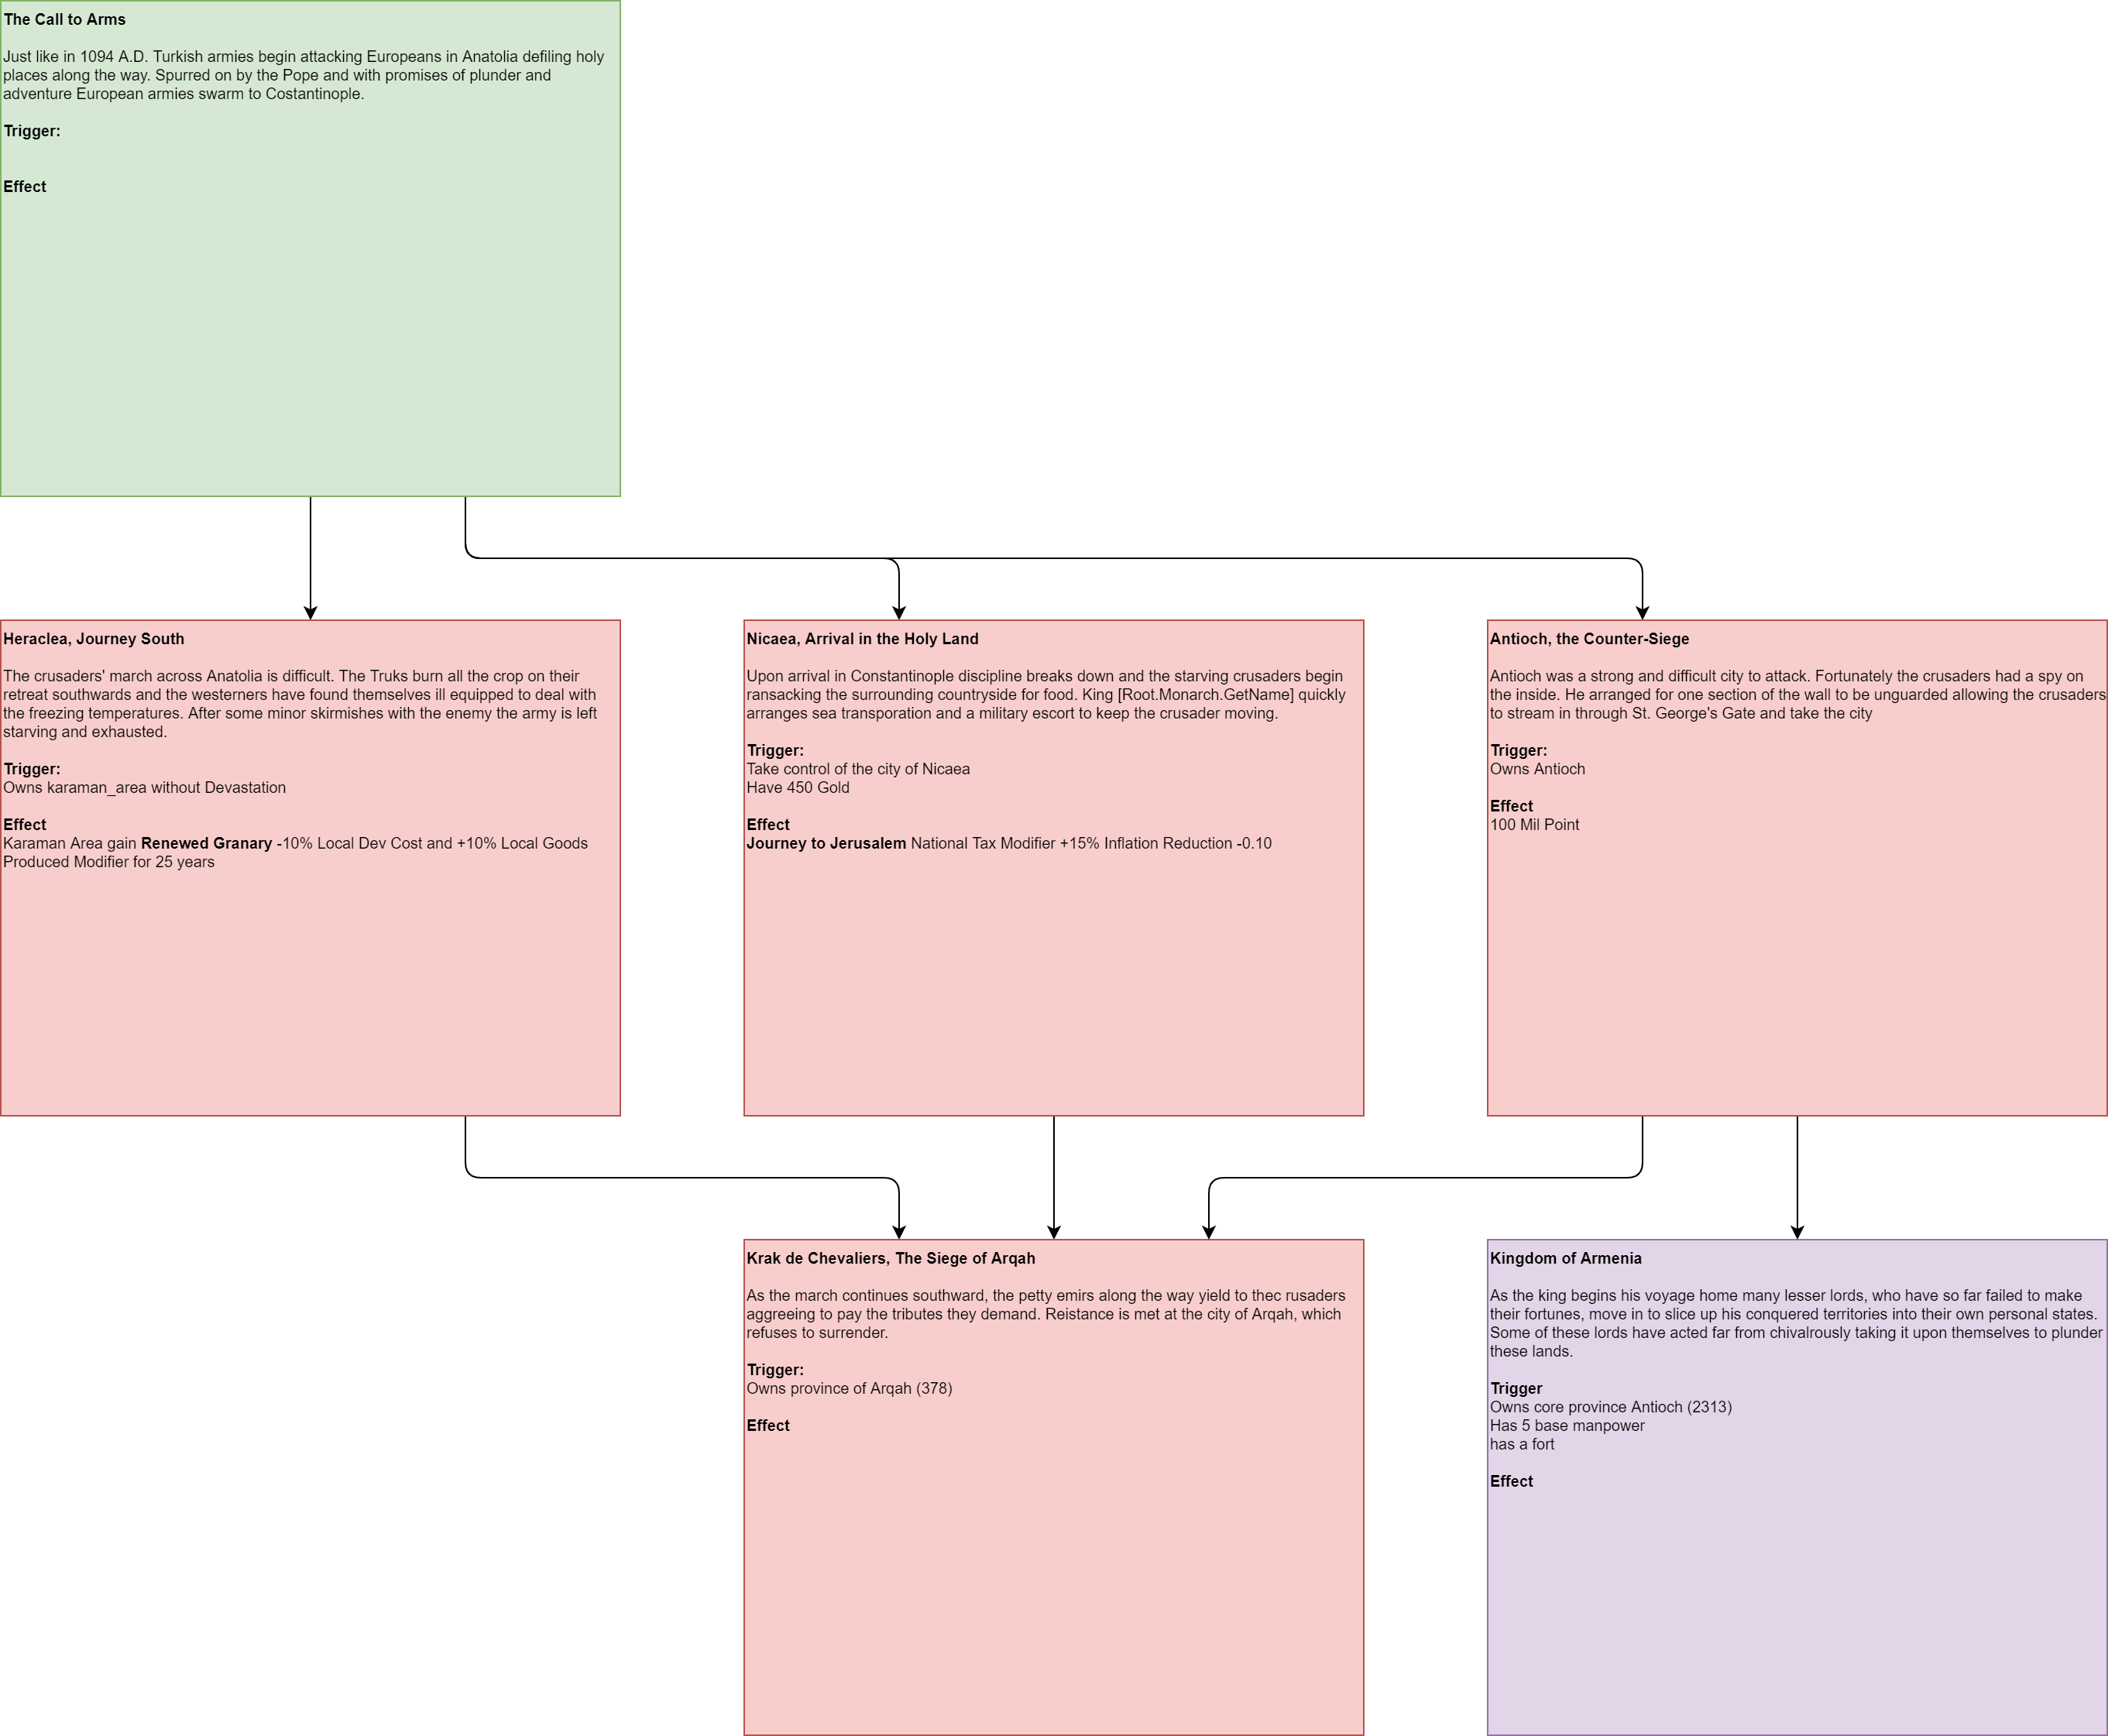 The Call to Arms
Just like in 1094 A.D. Turkish armies begin attacking Europeans in Anatolia defiling holy
places along the way. Spurred on by the Pope and with promises of plunder and
adventure European armies swarm to Costantinople.
Trigger:
Effect
Heraclea, Journey South
The crusaders' march across Anatolia is difficult. The Truks burn all the crop on their
retreat southwards and the westerners have found themselves ill equipped to deal with
the freezing temperatures. After some minor skirmishes with the enemy the army is left
starving and exhausted.
Trigger:
Owns karaman_area without Devastation
Effect
Karaman Area gain Renewed Granary -10% Local Dev Cost and +10% Local Goods
Produced Modifier for 25 years
Nicaea, Arrival in the Holy Land
Upon arrival in Constantinople discipline breaks down and the starving crusaders begin
ransacking the surrounding countryside for food. King [Root.Monarch.GetName] quickly
arranges sea transporation and a military escort to keep the crusader moving.
Trigger:
Take control of the city of Nicaea
Have 450 Gold
Effect
Journey to Jerusalem National Tax Modifier +15% Inflation Reduction -0.10
Antioch, the Counter-Siege
Antioch was a strong and difficult city to attack. Fortunately the crusaders had a spy on
the inside. He arranged for one section of the wall to be unguarded allowing the crusaders
to stream in through St. George's Gate and take the city
Trigger:
Owns Antioch
Effect
100 Mil Point
Krak de Chevaliers, The Siege of Arqah
As the march continues southward, the petty emirs along the way yield to thec rusaders
aggreeing to pay the tributes they demand. Reistance is met at the city of Arqah, which
refuses to surrender.
Trigger:
Owns province of Arqah (378)
Effect
Kingdom of Armenia
As the king begins his voyage home many lesser lords, who have so far failed to make
their fortunes, move in to slice up his conquered territories into their own personal states.
Some of these lords have acted far from chivalrously taking it upon themselves to plunder
these lands.
Trigger
Owns core province Antioch (2313)
Has 5 base manpower
has a fort
Effect